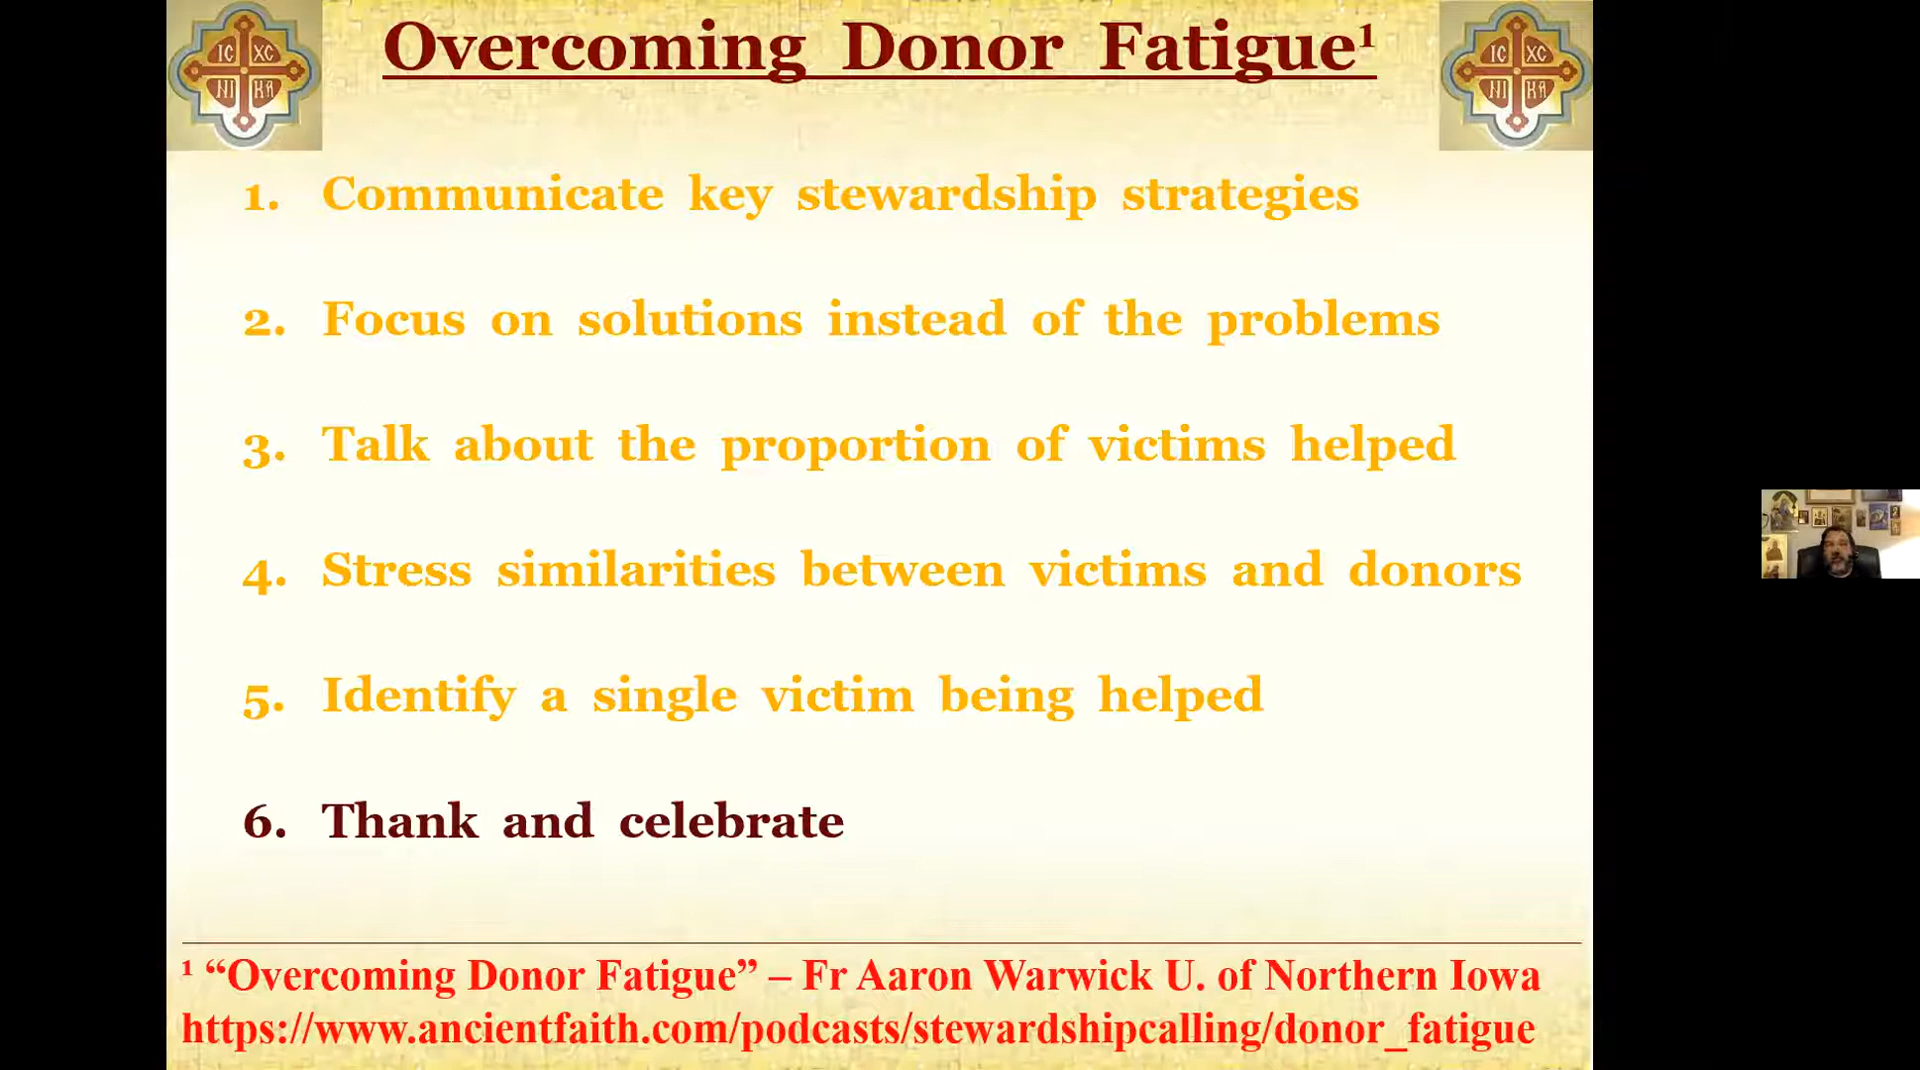 Overcoming Donor Fatigue¹
IC XC
NI KA
IC XC
NI KA
1. Communicate key stewardship strategies
2. Focus on solutions instead of the problems
3. Talk about the proportion of victims helped
4. Stress similarities between victims and donors
5. Identify a single victim being helped
6. Thank and celebrate
¹ “Overcoming Donor Fatigue” – Fr Aaron Warwick U. of Northern Iowa
https://www.ancientfaith.com/podcasts/stewardshipcalling/donor_fatigue